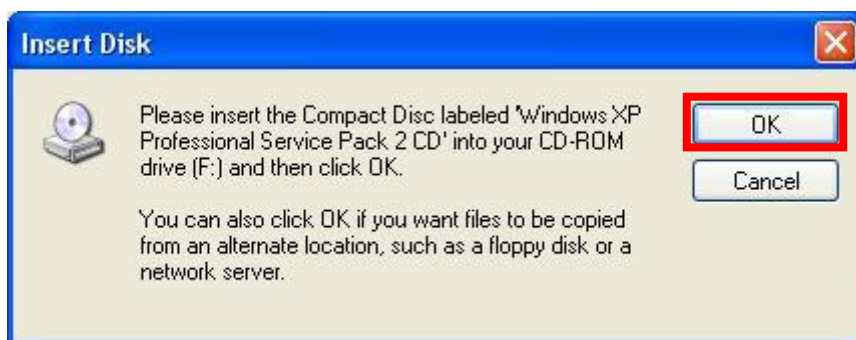 Insert Disk
Please insert the Compact Disc labeled 'Windows XP
Professional Service Pack 2 CD' into your CD-ROM
drive (F:) and then click OK.
You can also click OK if you want files to be copied
from an alternate location, such as a floppy disk or a
network server.
OK
Cancel